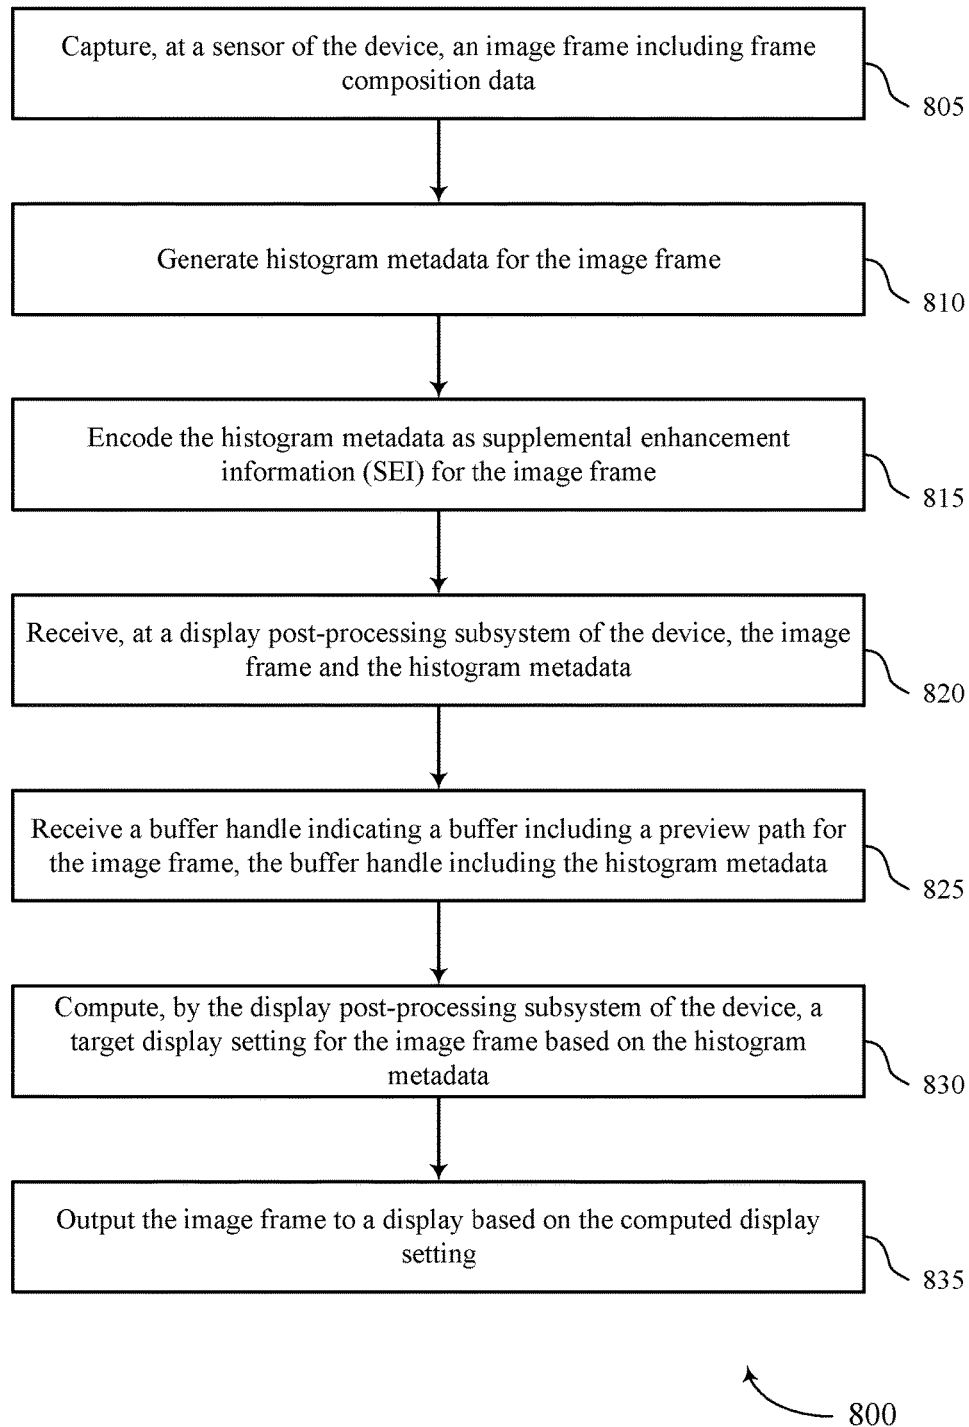 Capture, at a sensor of the device, an image frame including frame
composition data
805
Generate histogram metadata for the image frame
810
Encode the histogram metadata as supplemental enhancement
information (SEI) for the image frame
815
Receive, at a display post-processing subsystem of the device, the image
frame and the histogram metadata
820
Receive a buffer handle indicating a buffer including a preview path for
the image frame, the buffer handle including the histogram metadata
825
Compute, by the display post-processing subsystem of the device, a
target display setting for the image frame based on the histogram
metadata
830
Output the image frame to a display based on the computed display
setting
835
800